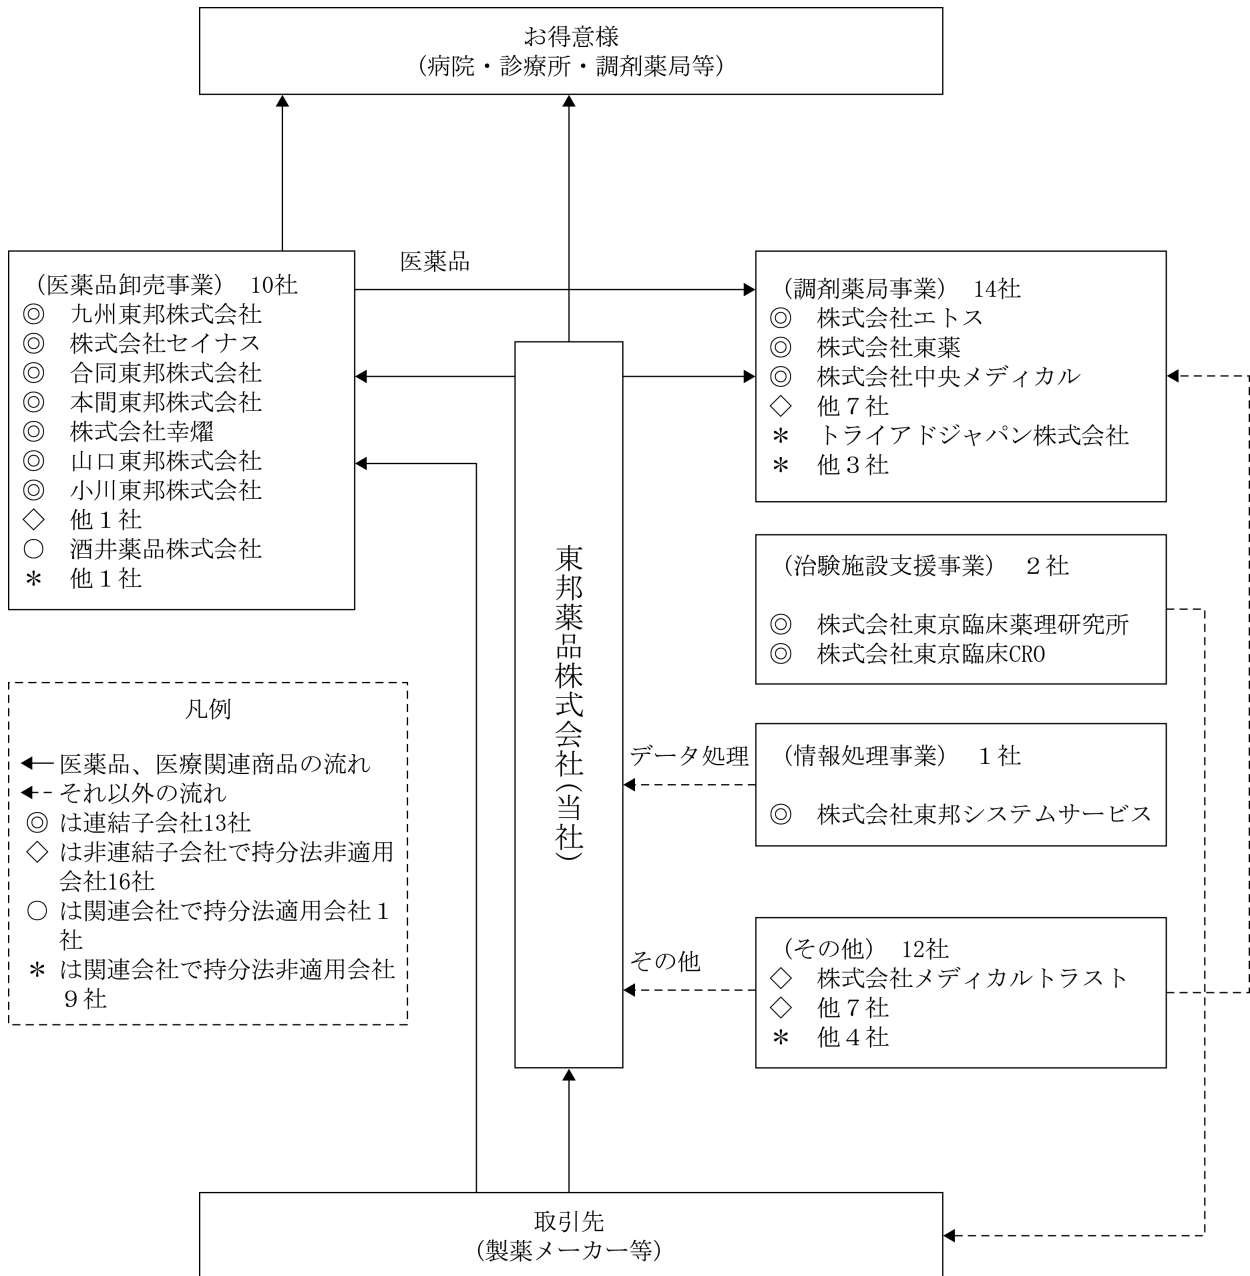 お得意様
(病院・診療所・調剤薬局等)
医薬品
(医薬品卸売事業) 10社
◎ 九州東邦株式会社
◎ 株式会社セイナス
◎ 合同東邦株式会社
◎ 本間東邦株式会社
◎ 株式会社幸燿
◎ 山口東邦株式会社
◎ 小川東邦株式会社
◇ 他1社
○ 酒井薬品株式会社
* 他1社
(調剤薬局事業) 14社
◎ 株式会社エトス
◎ 株式会社東薬
◎ 株式会社中央メディカル
◇ 他7社
* トライアドジャパン株式会社
* 他3社
東邦薬品株式会社(当社)
(治験施設支援事業) 2社
◎ 株式会社東京臨床薬理研究所
◎ 株式会社東京臨床CRO
凡例
医薬品、医療関連商品の流れ
それ以外の流れ
◎ は連結子会社13社
◇ は非連結子会社で持分法非適用
会社16社
○ は関連会社で持分法適用会社1
社
* は関連会社で持分法非適用会社
9社
データ処理
(情報処理事業) 1社
◎ 株式会社東邦システムサービス
その他
(その他) 12社
◇ 株式会社メディカルトラスト
◇ 他7社
* 他4社
取引先
(製薬メーカー等)